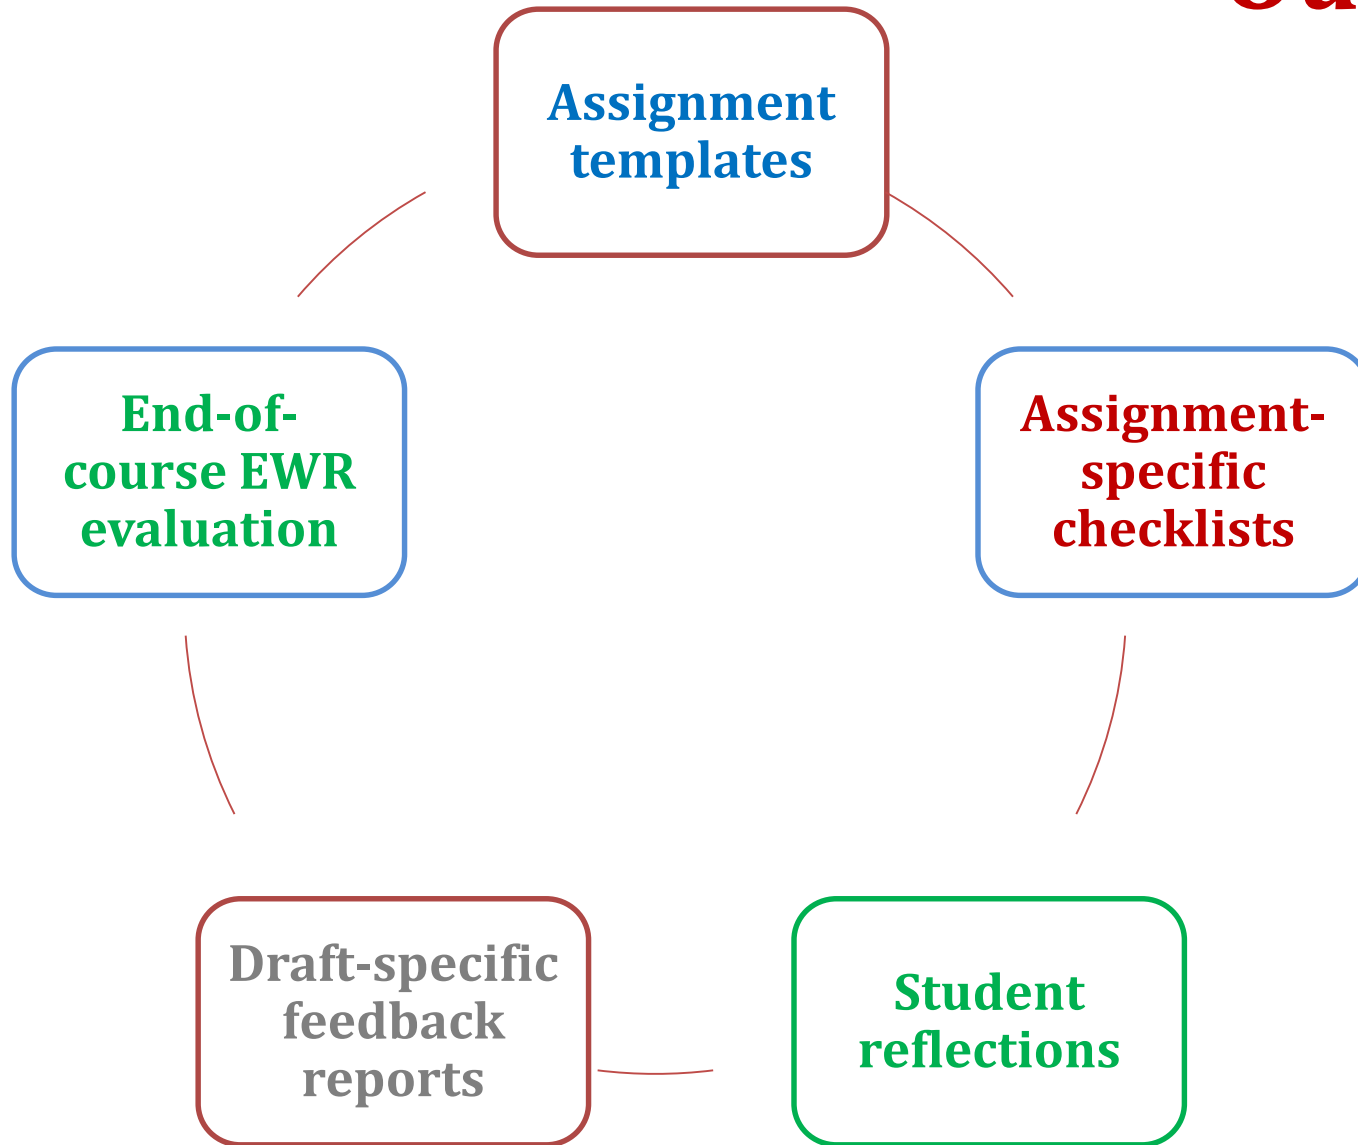 Assignment
templates
Assignment-
specific
checklists
Student
reflections
Draft-specific
feedback
reports
End-of-
course EWR
evaluation